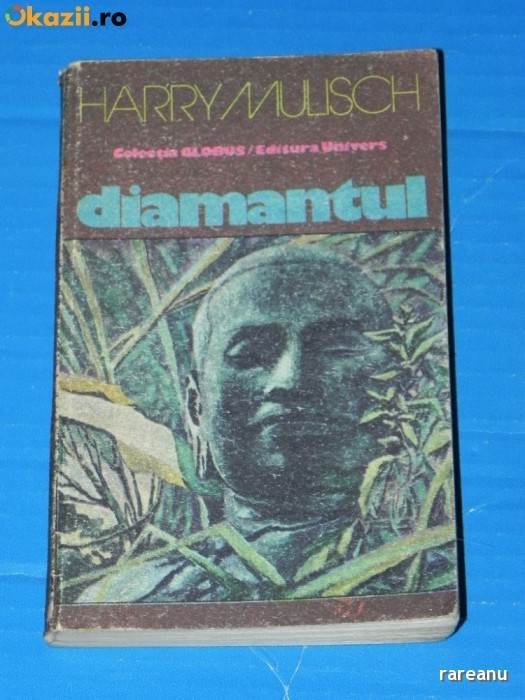 Okazii.ro
HARRY MULISCH
Colecția GLOBUS/Editura Univers
diamantul
rareanu